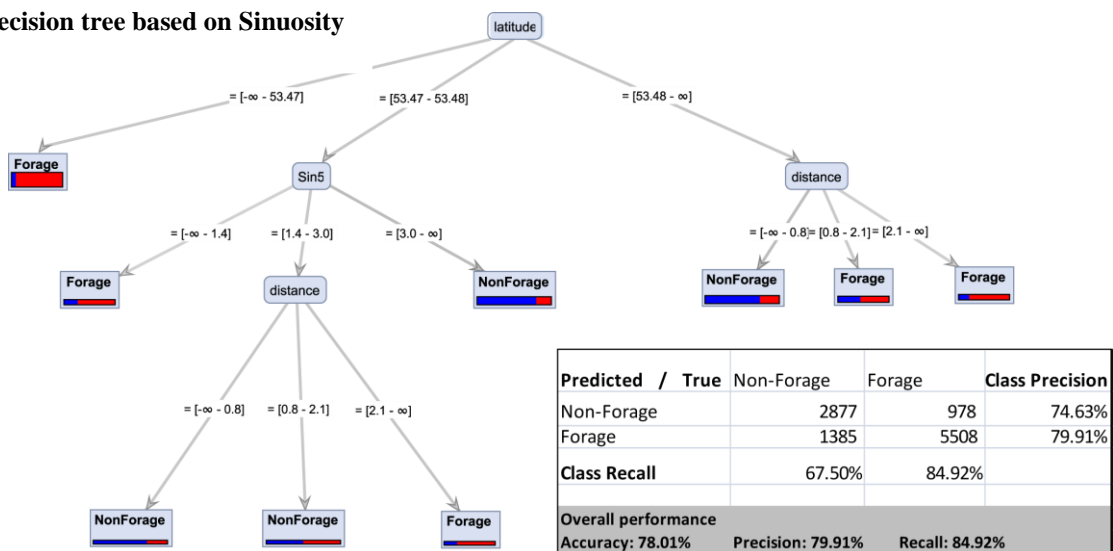 ecision tree based on Sinuosity
latitude
= [-∞ - 53.47]
= [53.47 - 53.48]
= [53.48 - ∞]
Forage
Sin5
distance
= [-∞ - 1.4]
= [1.4 - 3.0]
= [3.0 - ∞]
= [-∞ - 0.8]
= [0.8 - 2.1]
= [2.1 - ∞]
Forage
distance
NonForage
NonForage
Forage
Forage
= [-∞ - 0.8]
= [0.8 - 2.1]
= [2.1 - ∞]
NonForage
NonForage
Forage
Predicted / True Non-Forage Forage Class Precision
Non-Forage 2877 978 74.63%
Forage 1385 5508 79.91%
Class Recall 67.50% 84.92%
Overall performance
Accuracy: 78.01% Precision: 79.91% Recall: 84.92%